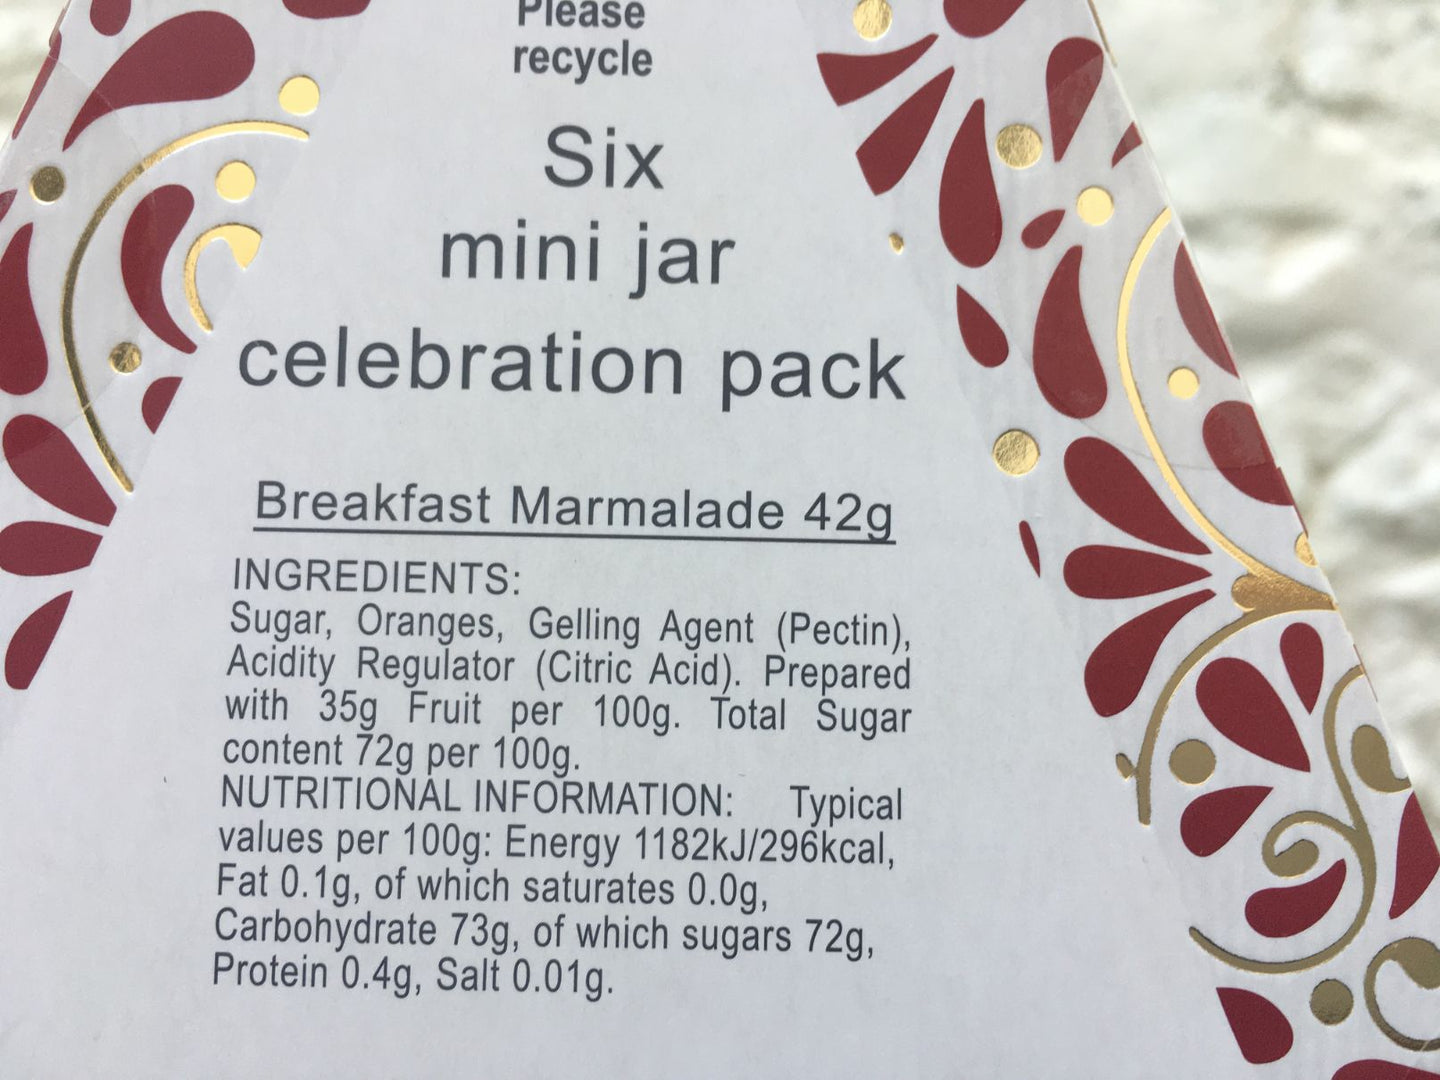 Please
recycle
Six
mini jar
celebration pack
Breakfast Marmalade 42g
INGREDIENTS:
Sugar, Oranges, Gelling Agent (Pectin),
Acidity Regulator (Citric Acid). Prepared
with 35g Fruit per 100g. Total Sugar
content 72g per 100g.
NUTRITIONAL INFORMATION: Typical
values per 100g: Energy 1182kJ/296kcal,
Fat 0.1g, of which saturates 0.0g,
Carbohydrate 73g, of which sugars 72g,
Protein 0.4g, Salt 0.01g.